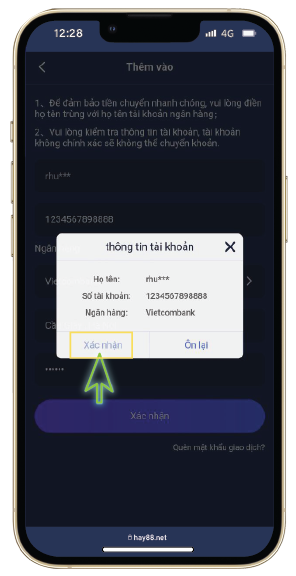 12:28
4G
Thêm vào
1、Để đảm bảo tiền chuyển nhanh chóng, vui lòng điền
họ tên trùng với họ tên tài khoản ngân hàng;
2、Vui lòng kiểm tra thông tin tài khoản, tài khoản
không chính xác sẽ không thể chuyển khoản.
rhu***
1234567898888
Ngân
thông tin tài khoản
Họ tên:
rhu***
Số tài khoản:
1234567898888
Ngân hàng:
Vietcombank
Xác nhận
Ôn lại
Xác nhận
Quên mật khẩu giao dịch?
hay88.net